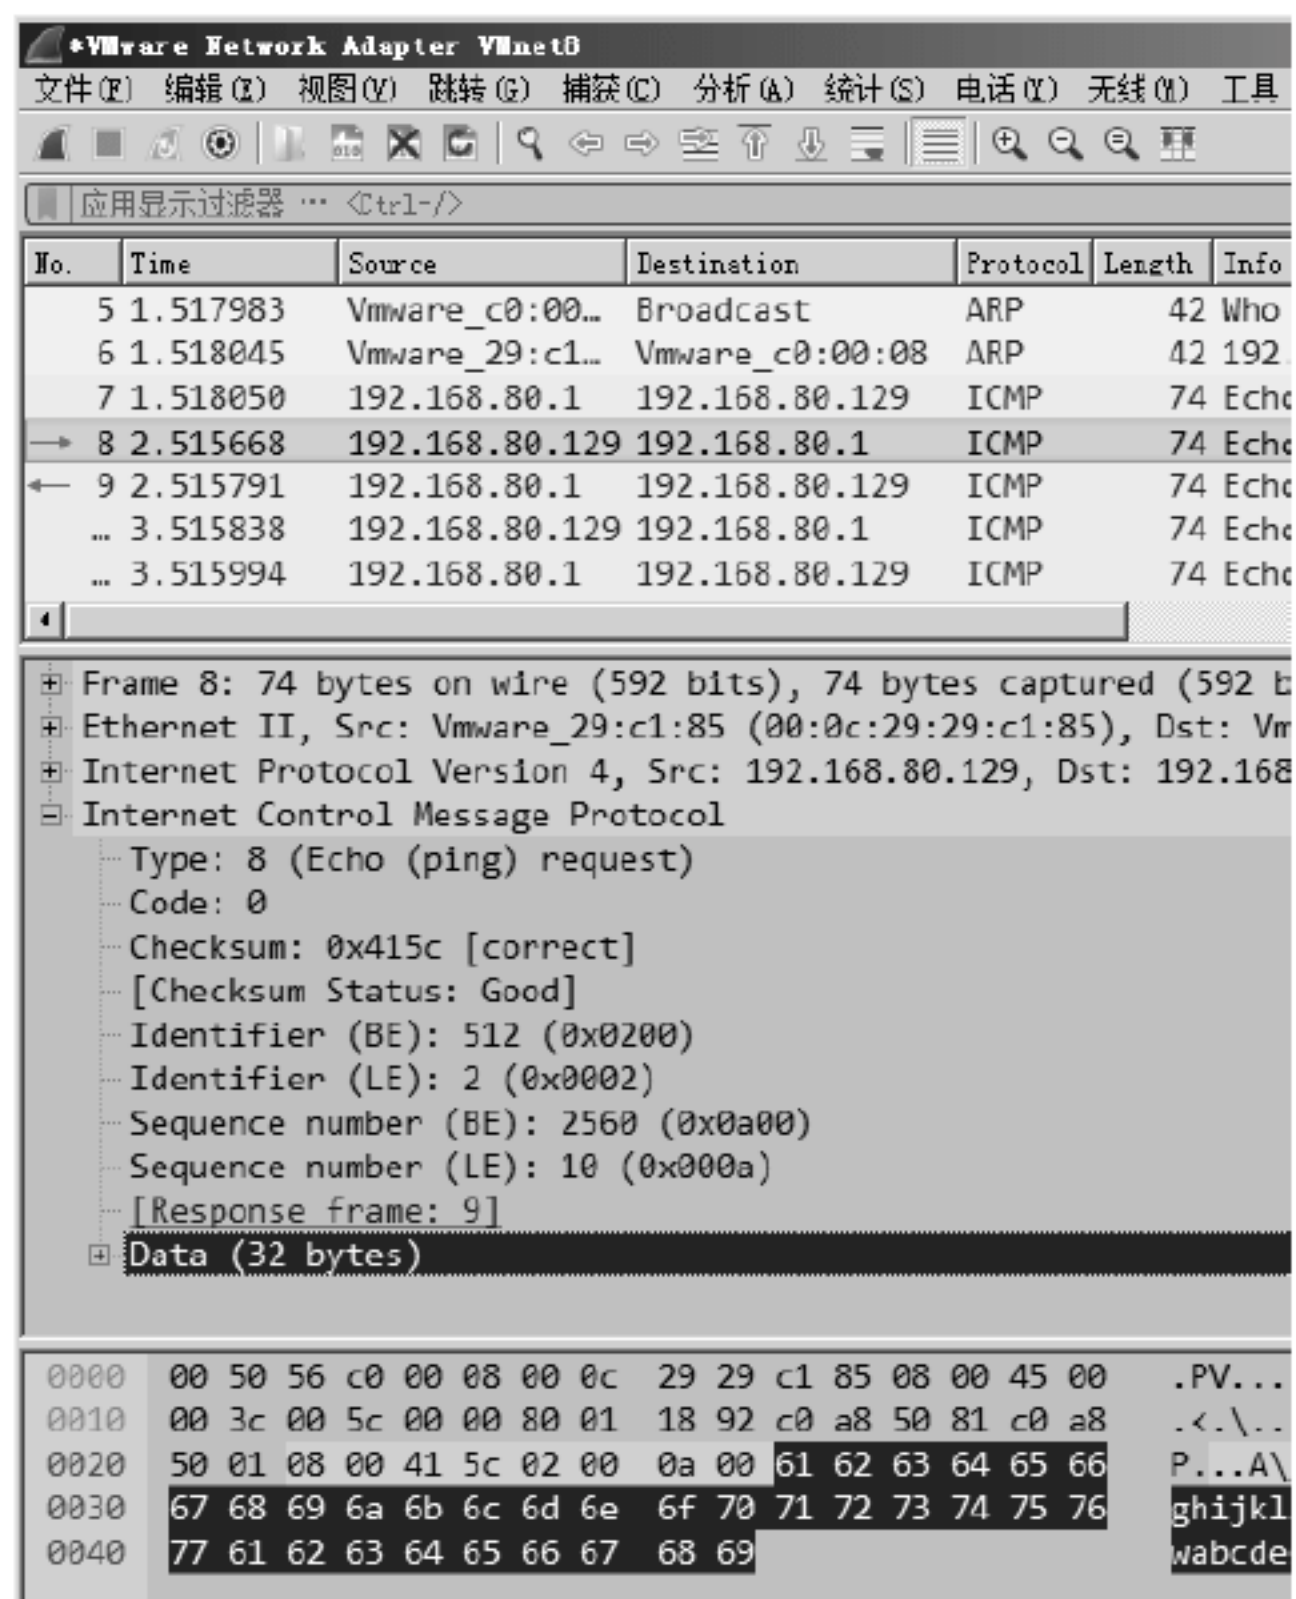 *VMware Network Adapter VMnet8
文件(F) 编辑(E) 视图(V) 跳转(G) 捕获(C) 分析(A) 统计(S) 电话(Y) 无线(W) 工具
应用显示过滤器 … <Ctrl-/>
No. Time Source Destination Protocol Length Info
5 1.517983 Vmware_c0:00… Broadcast ARP 42 Who
6 1.518045 Vmware_29:c1… Vmware_c0:00:08 ARP 42 192.
7 1.518050 192.168.80.1 192.168.80.129 ICMP 74 Echo
8 2.515668 192.168.80.129 192.168.80.1 ICMP 74 Echo
9 2.515791 192.168.80.1 192.168.80.129 ICMP 74 Echo
… 3.515838 192.168.80.129 192.168.80.1 ICMP 74 Echo
… 3.515994 192.168.80.1 192.168.80.129 ICMP 74 Echo
Frame 8: 74 bytes on wire (592 bits), 74 bytes captured (592 b
Ethernet II, Src: Vmware_29:c1:85 (00:0c:29:29:c1:85), Dst: Vm
Internet Protocol Version 4, Src: 192.168.80.129, Dst: 192.168
Internet Control Message Protocol
Type: 8 (Echo (ping) request)
Code: 0
Checksum: 0x415c [correct]
[Checksum Status: Good]
Identifier (BE): 512 (0x0200)
Identifier (LE): 2 (0x0002)
Sequence number (BE): 2560 (0x0a00)
Sequence number (LE): 10 (0x000a)
[Response frame: 9]
Data (32 bytes)
0000 00 50 56 c0 00 08 00 0c 29 29 c1 85 08 00 45 00 .PV...
0010 00 3c 00 5c 00 00 80 01 18 92 c0 a8 50 81 c0 a8 .<.\..
0020 50 01 08 00 41 5c 02 00 0a 00 61 62 63 64 65 66 P...A\
0030 67 68 69 6a 6b 6c 6d 6e 6f 70 71 72 73 74 75 76 ghijkl
0040 77 61 62 63 64 65 66 67 68 69 wabcde